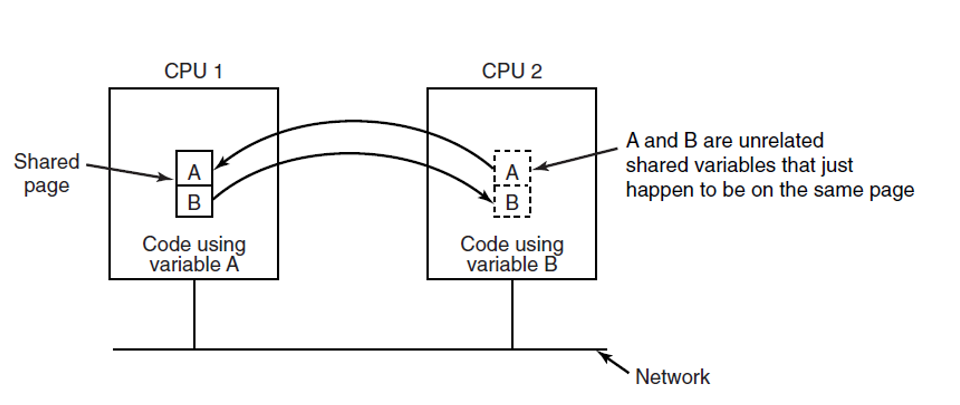 CPU 1
CPU 2
Shared
page
A
B
A
B
A and B are unrelated
shared variables that just
happen to be on the same page
Code using
variable A
Code using
variable B
Network